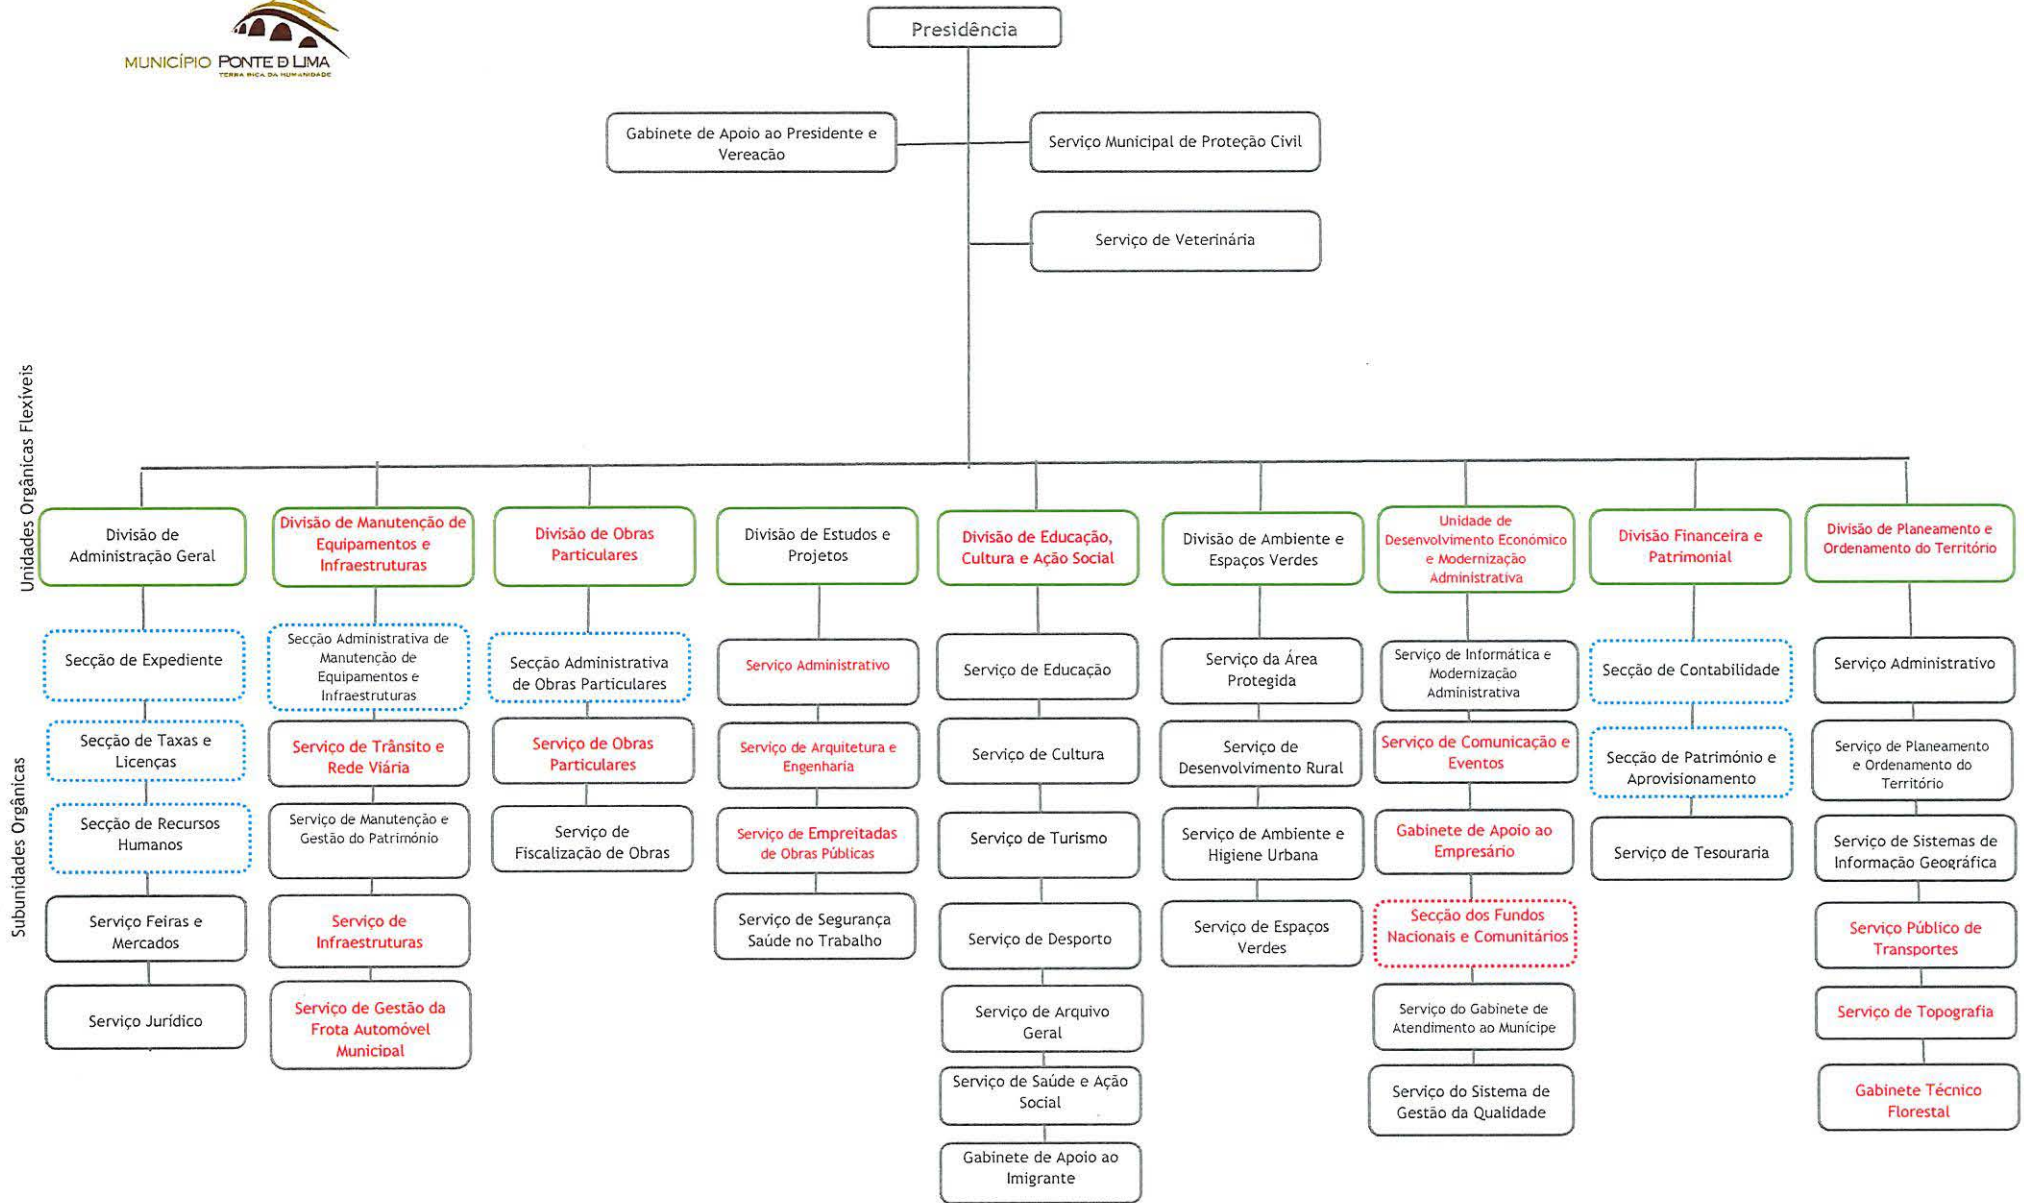 MUNICÍPIO PONTE D LIMA
TERRA RICA DA HUMANIDADE
Presidência
Gabinete de Apoio ao Presidente e
Vereacão
Serviço Municipal de Proteção Civil
Serviço de Veterinária
Unidades Orgânicas Flexíveis
Divisão de
Administração Geral
Divisão de Manutenção de
Equipamentos e
Infraestruturas
Divisão de Obras
Particulares
Divisão de Estudos e
Projetos
Divisão de Educação,
Cultura e Ação Social
Divisão de Ambiente e
Espaços Verdes
Unidade de
Desenvolvimento Económico
e Modernização
Administrativa
Divisão Financeira e
Patrimonial
Divisão de Planeamento e
Ordenamento do Território
Subunidades Orgânicas
Secção de Expediente
Secção de Taxas e
Licenças
Secção de Recursos
Humanos
Serviço Feiras e
Mercados
Serviço Jurídico
Secção Administrativa de
Manutenção de
Equipamentos e
Infraestruturas
Serviço de Trânsito e
Rede Viária
Serviço de Manutenção e
Gestão do Património
Serviço de
Infraestruturas
Serviço de Gestão da
Frota Automóvel
Municipal
Secção Administrativa
de Obras Particulares
Serviço de Obras
Particulares
Serviço de
Fiscalização de Obras
Serviço Administrativo
Serviço de Arquitetura e
Engenharia
Serviço de Empreitadas
de Obras Públicas
Serviço de Segurança
Saúde no Trabalho
Serviço de Educação
Serviço de Cultura
Serviço de Turismo
Serviço de Desporto
Serviço de Arquivo
Geral
Serviço de Saúde e Ação
Social
Gabinete de Apoio ao
Imigrante
Serviço da Área
Protegida
Serviço de
Desenvolvimento Rural
Serviço de Ambiente e
Higiene Urbana
Serviço de Espaços
Verdes
Serviço de Informática e
Modernização
Administrativa
Serviço de Comunicação e
Eventos
Gabinete de Apoio ao
Empresário
Secção dos Fundos
Nacionais e Comunitários
Serviço do Gabinete de
Atendimento ao Munícipe
Serviço do Sistema de
Gestão da Qualidade
Secção de Contabilidade
Secção de Património e
Aprovisionamento
Serviço de Tesouraria
Serviço Administrativo
Serviço de Planeamento
e Ordenamento do
Território
Serviço de Sistemas de
Informação Geográfica
Serviço Público de
Transportes
Serviço de Topografia
Gabinete Técnico
Florestal